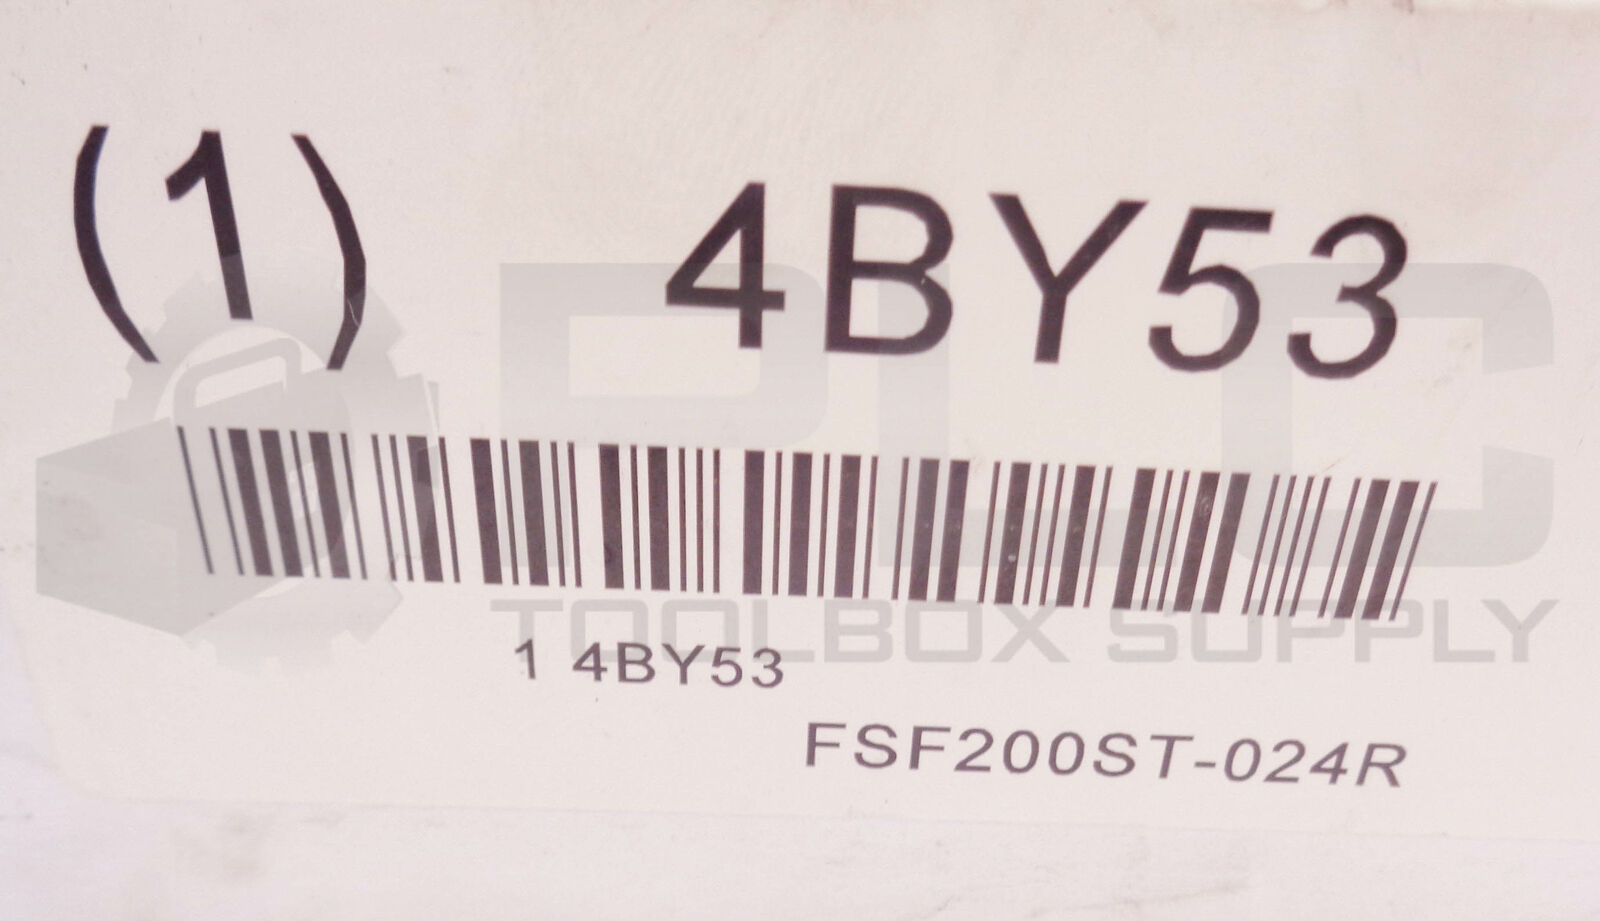 (1) 4BY53
PLC
TOOLBOX SUPPLY
1 4BY53
FSF200ST-024R